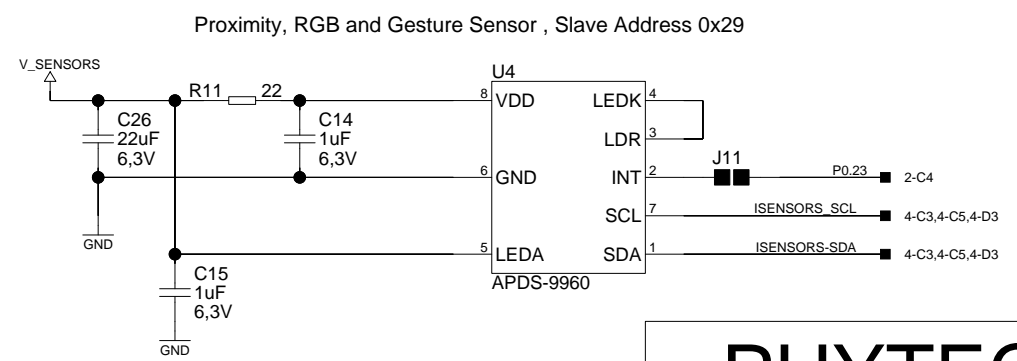 Proximity, RGB and Gesture Sensor , Slave Address 0x29
V_SENSORS
U4
R11 22
8 VDD LEDK 4
C26
22uF
6,3V
C14
1uF
6,3V
LDR 3
J11
6 GND INT 2 P0.23 2-C4
SCL 7 ISENSORS_SCL 4-C3,4-C5,4-D3
GND
5 LEDA SDA 1 ISENSORS-SDA 4-C3,4-C5,4-D3
APDS-9960
C15
1uF
6,3V
GND
PHYTEC